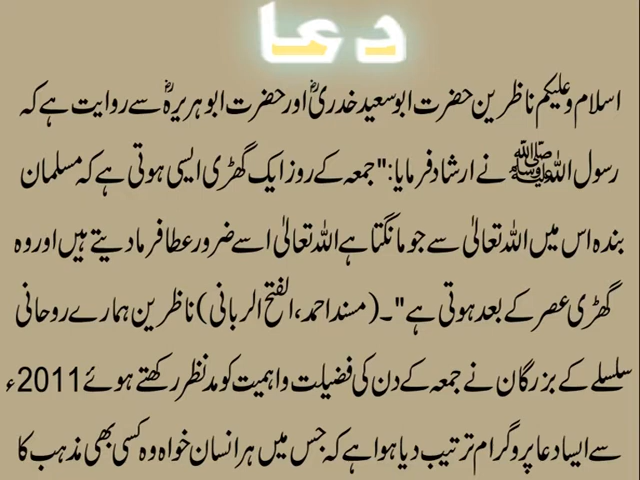 دعا
اسلام وعلیکم ناظرین حضرت ابو سعید خدریؓ اور حضرت ابو ہریرہؓ سے روایت ہے کہ
رسول اللہ ﷺ نے ارشاد فرمایا: "جمعہ کے روز ایک گھڑی ایسی ہوتی ہے کہ مسلمان
بندہ اس میں اللہ تعالیٰ سے جو مانگتا ہے اللہ تعالیٰ اسے ضرور عطا فرما دیتے ہیں اور وہ
گھڑی عصر کے بعد ہوتی ہے"۔ (مسند احمد، الفتح الربانی) ناظرین ہمارے روحانی
سلسلے کے بزرگان نے جمعہ کے دن کی فضیلت و اہمیت کو مدنظر رکھتے ہوئے 2011ء
سے ایسا دعا پروگرام ترتیب دیا ہوا ہے کہ جس میں ہر انسان خواہ وہ کسی بھی مذہب کا